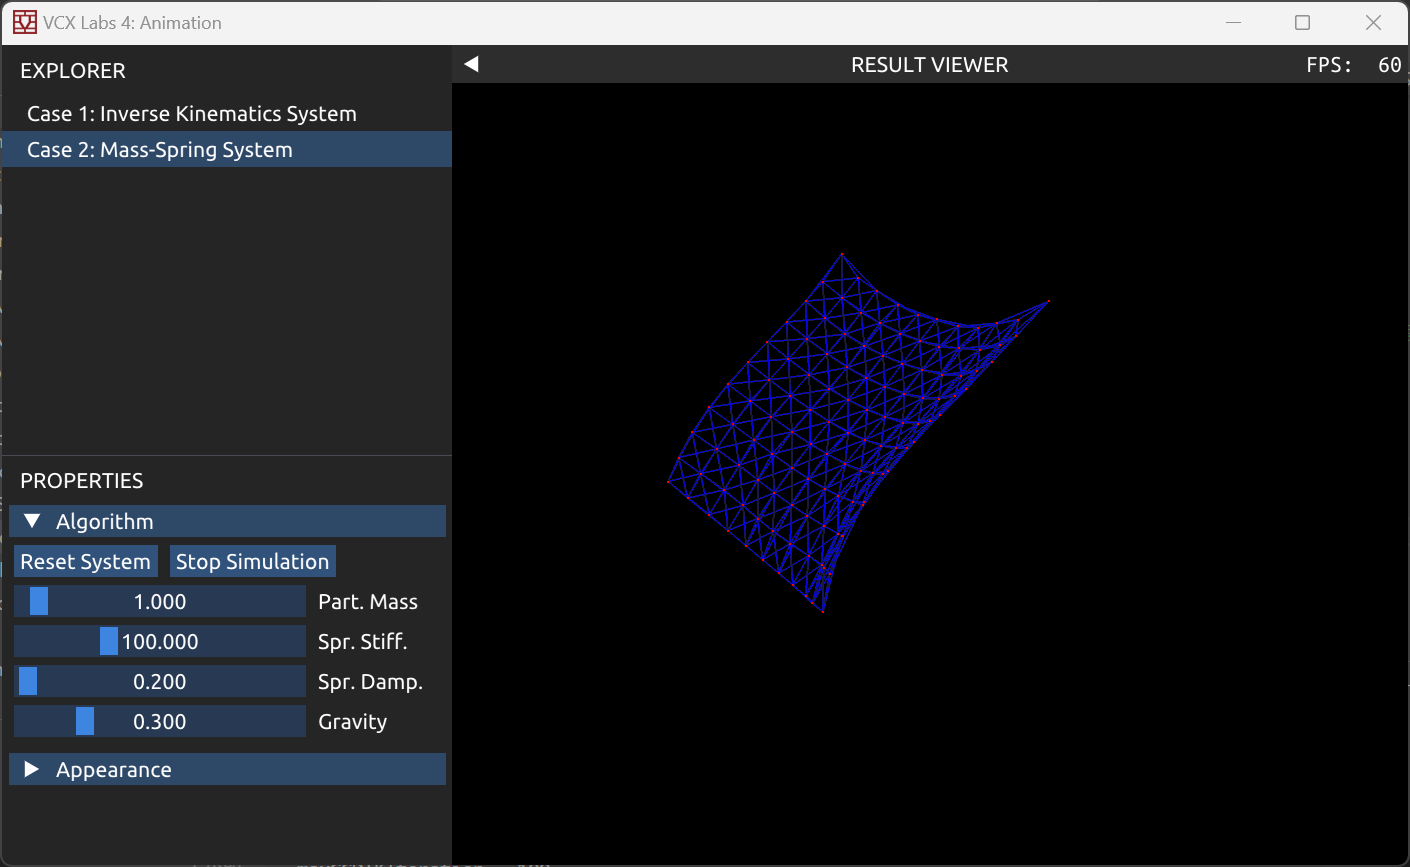 VCX Labs 4: Animation
EXPLORER
RESULT VIEWER
FPS: 60
Case 1: Inverse Kinematics System
Case 2: Mass-Spring System
PROPERTIES
Algorithm
Reset System
Stop Simulation
1.000 Part. Mass
100.000 Spr. Stiff.
0.200 Spr. Damp.
0.300 Gravity
Appearance